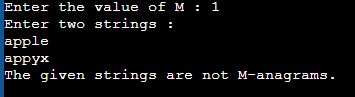 Enter the value of M : 1
Enter two strings :
apple
appyx
The given strings are not M-anagrams.